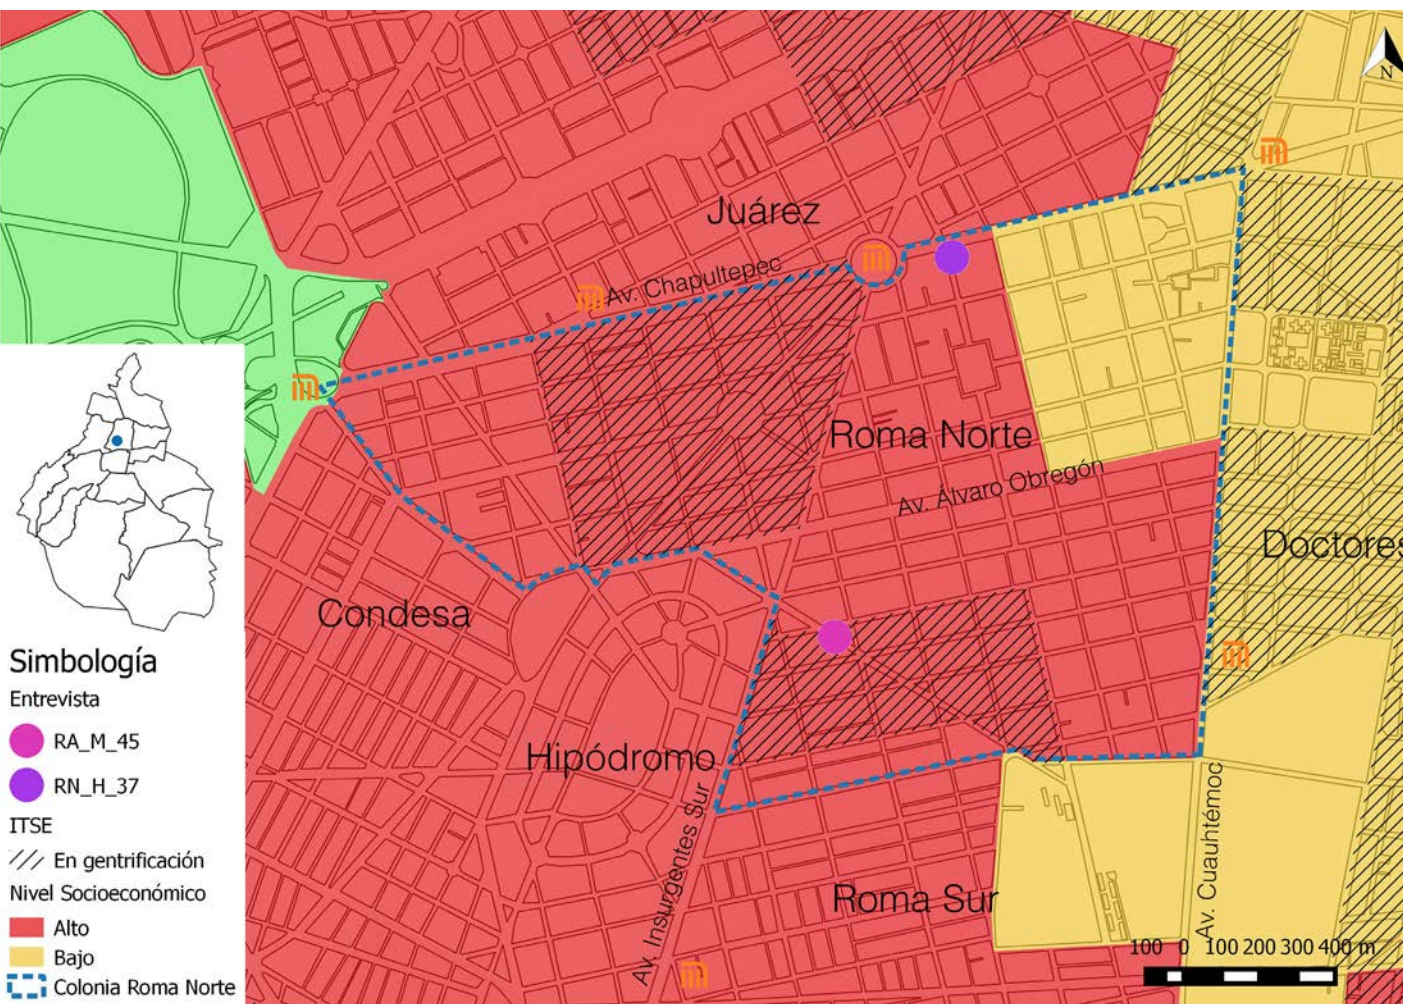 N
Juárez
Av. Chapultepec
Roma Norte
Av. Álvaro Obregón
Doctores
Condesa
Hipódromo
Av. Insurgentes Sur
Roma Sur
Av. Cuauhtémoc
Simbología
Entrevista
RA_M_45
RN_H_37
ITSE
En gentrificación
Nivel Socioeconómico
Alto
Bajo
Colonia Roma Norte
100 0 100 200 300 400 m